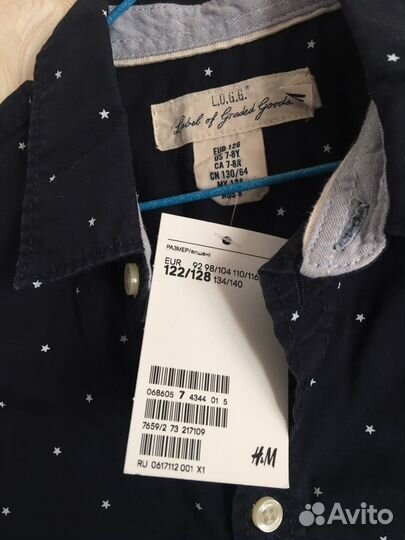 L.O.G.G.®
Label of Graded Goods
EUR 128
US 7-8Y
CA 7-8A
CN 130/64
РАЗМЕР/елшені
EUR 92 98/104 110/116
122/128 134/140
068605 7 4344 01 5
7659/2 73 217109
RU 0617112 001 X1
H&M
Avito